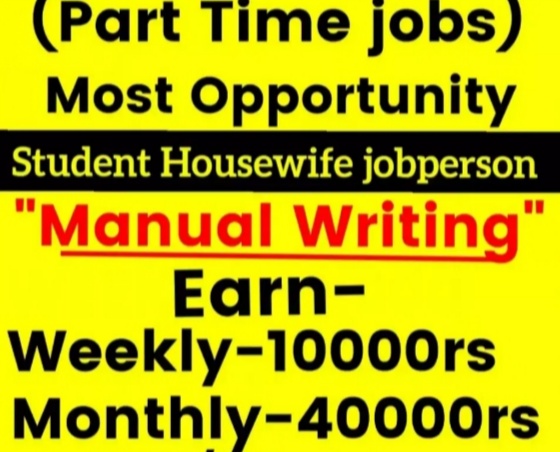 (Part Time jobs)
Most Opportunity
Student Housewife jobperson
"Manual Writing"
Earn-
Weekly-10000rs
Monthly-40000rs